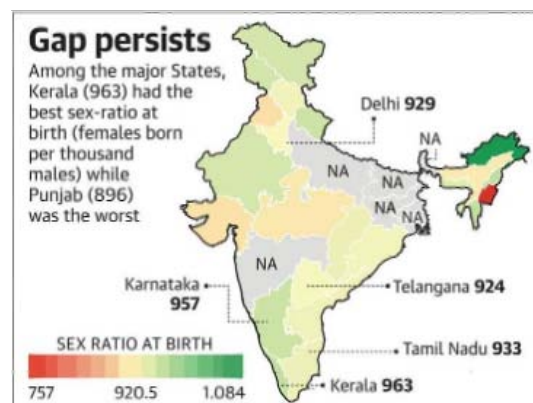 Gap persists
Among the major States,
Kerala (963) had the
best sex-ratio at
birth (females born
per thousand
males) while
Punjab (896)
was the worst
Delhi 929
NA
NA
NA
NA
NA
NA
Karnataka
957
Telangana 924
SEX RATIO AT BIRTH
757 920.5 1.084
Tamil Nadu 933
Kerala 963